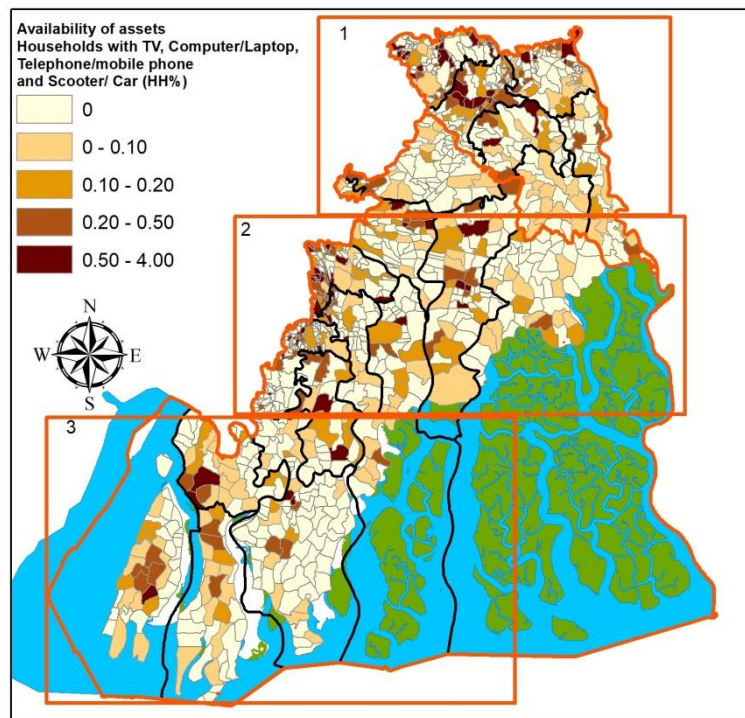 Availability of assets
Households with TV, Computer/Laptop,
Telephone/mobile phone
and Scooter/ Car (HH%)
0
0 - 0.10
0.10 - 0.20
0.20 - 0.50
0.50 - 4.00
1
2
3
N
W E
S